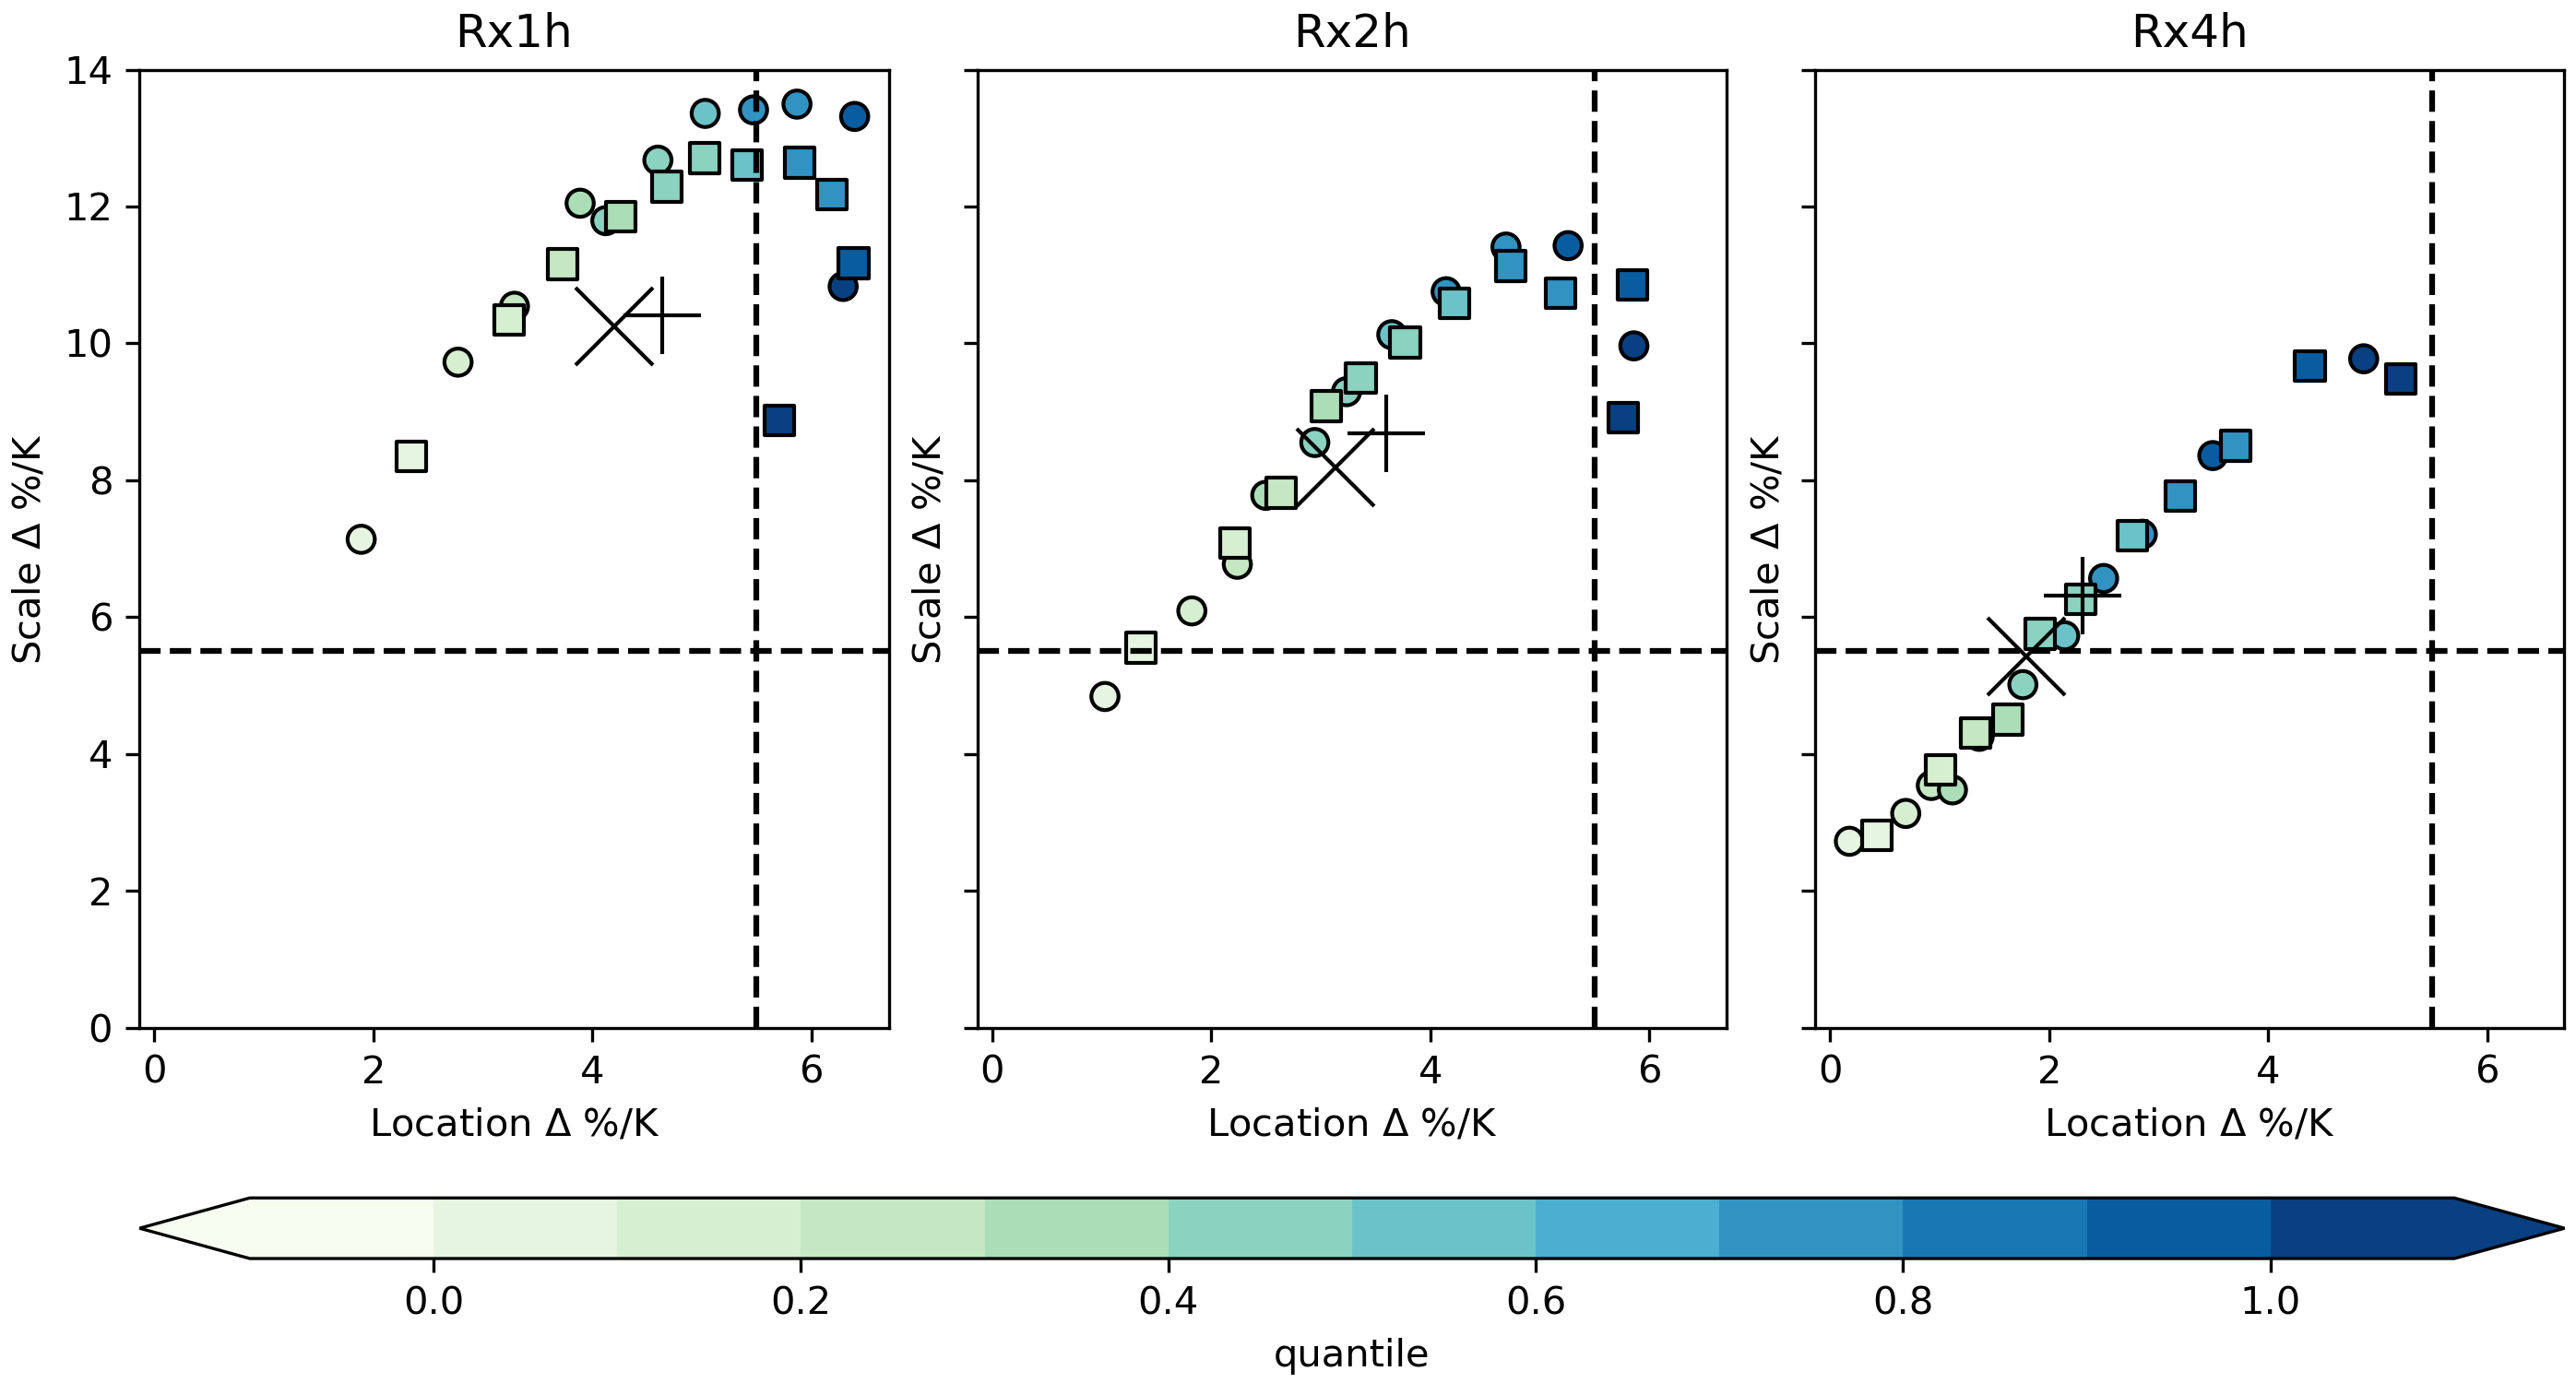 Rx1h Rx2h Rx4h
14
12
10
8
6
4
2
0
Scale Δ %/K
Scale Δ %/K
Scale Δ %/K
0 2 4 6
0 2 4 6
0 2 4 6
Location Δ %/K
Location Δ %/K
Location Δ %/K
0.0 0.2 0.4 0.6 0.8 1.0
quantile